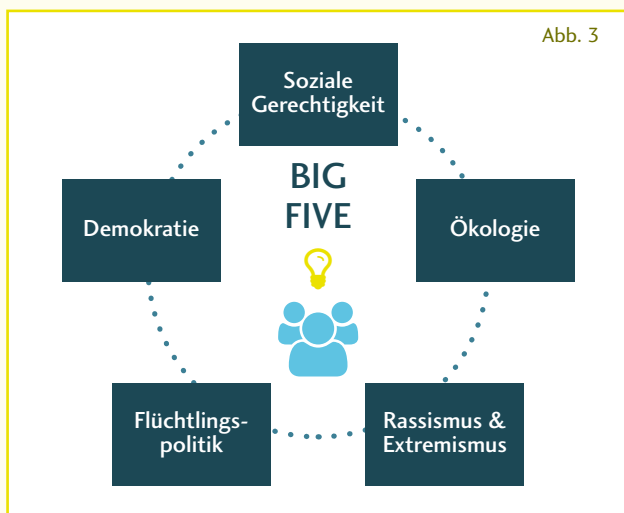 Abb. 3
Soziale
Gerechtigkeit
BIG
FIVE
Demokratie
Ökologie
Flüchtlings-
politik
Rassismus &
Extremismus